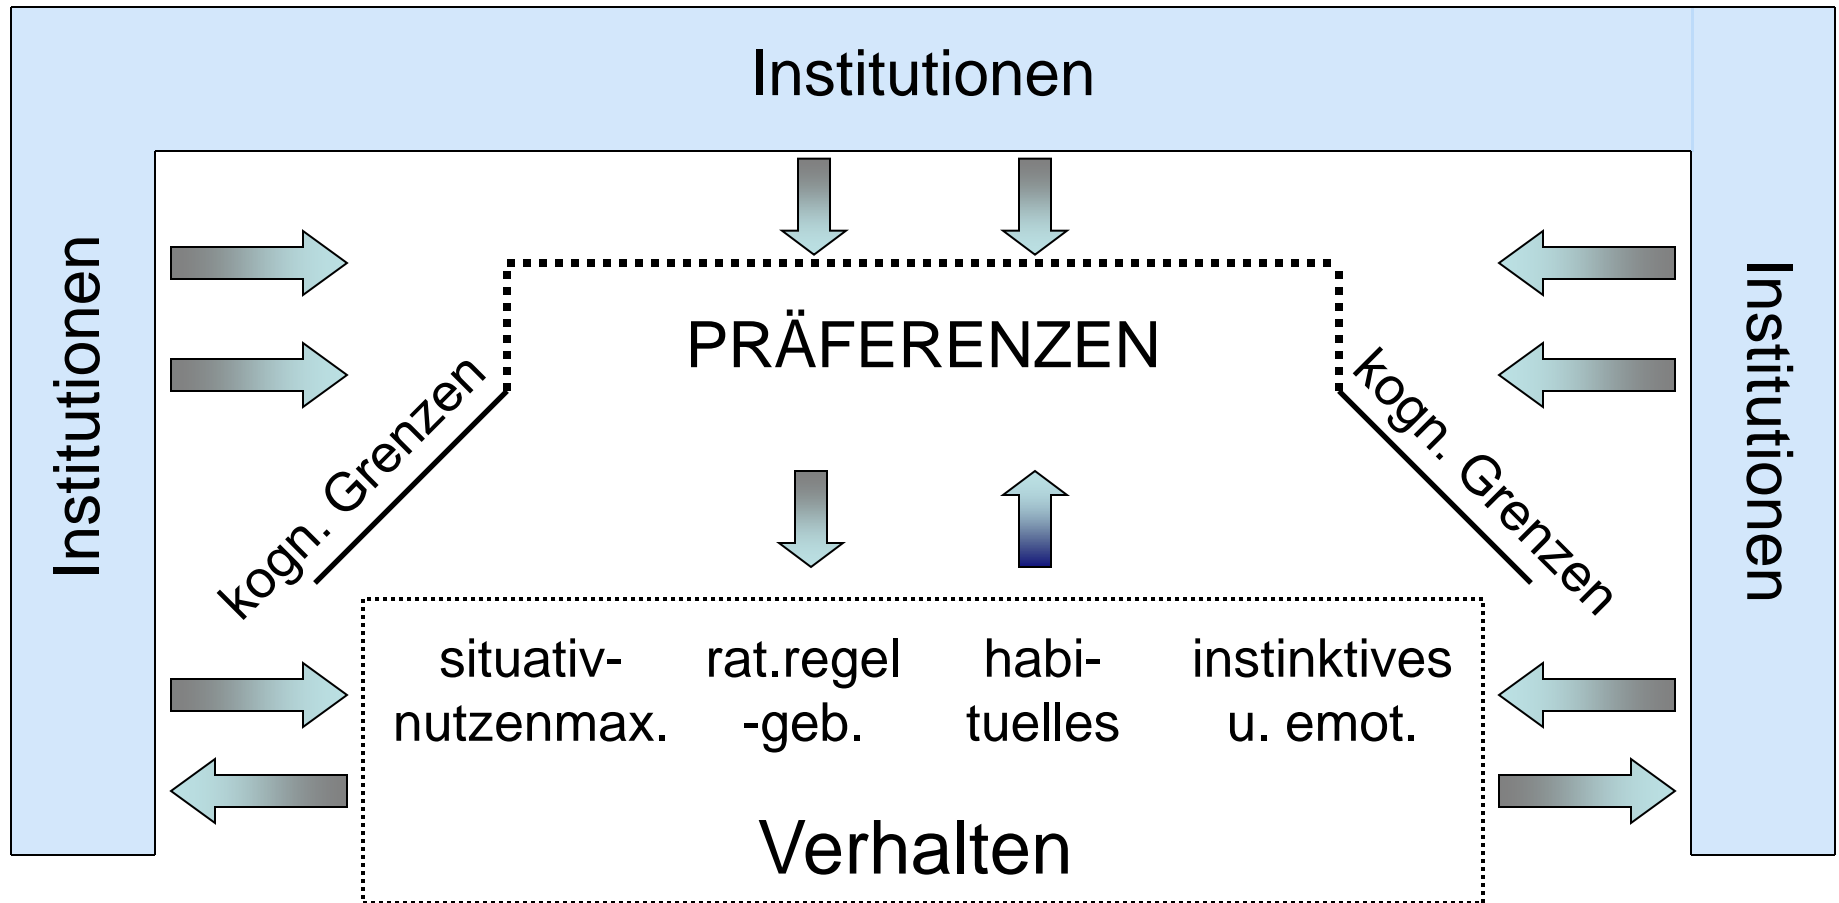 Institutionen
Institutionen
PRÄFERENZEN
Institutionen
kogn. Grenzen
kogn. Grenzen
situativ-
nutzenmax.
rat.regel
-geb.
habi-
tuelles
instinktives
u. emot.
Verhalten